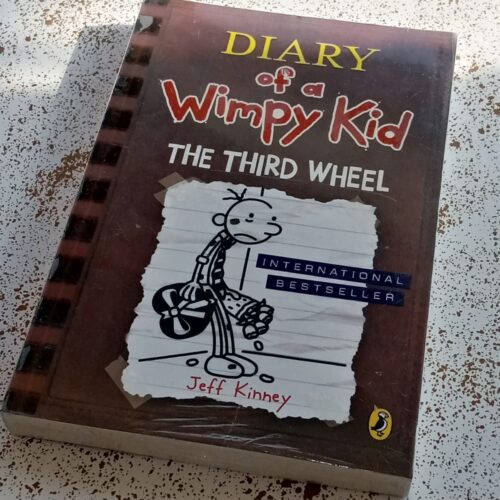 DIARY
of a
Wimpy Kid
THE THIRD WHEEL
INTERNATIONAL
BESTSELLER
Jeff Kinney